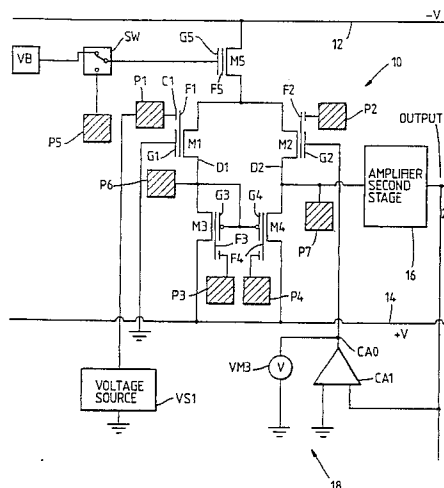 -V
G5
SW
12
VB
M5
F5
10
P1
C1
F1
F2
P2
P5
M1
M2
OUTPUT
G1
G2
D1
D2
P6
G3
G4
AMPLIFIER SECOND STAGE
M3
M4
F3
F4
P7
16
P3
P4
14
+V
CA0
VM3
V
VOLTAGE SOURCE
VS1
CA1
18